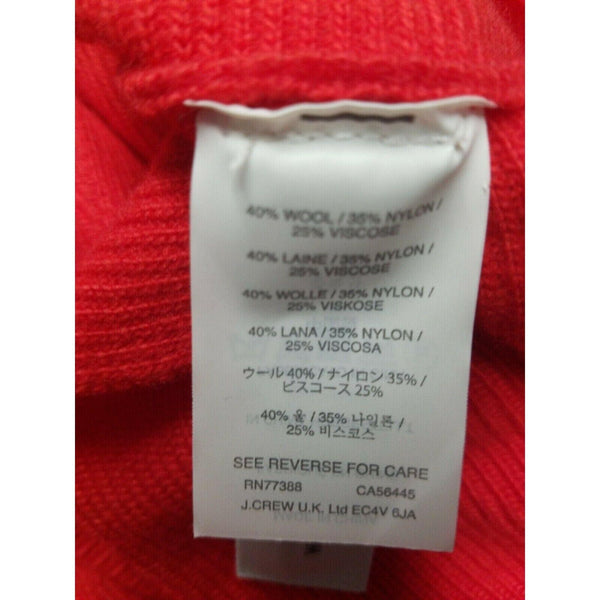 40% WOOL / 35% NYLON /
25% VISCOSE
40% LAINE / 35% NYLON /
25% VISCOSE
40% WOLLE / 35% NYLON /
25% VISKOSE
40% LANA / 35% NYLON /
25% VISCOSA
ウール 40% / ナイロン 35% /
ビスコース 25%
40% 울 / 35% 나일론 /
25% 비스코스
SEE REVERSE FOR CARE
RN77388 CA56445
J.CREW U.K. Ltd EC4V 6JA